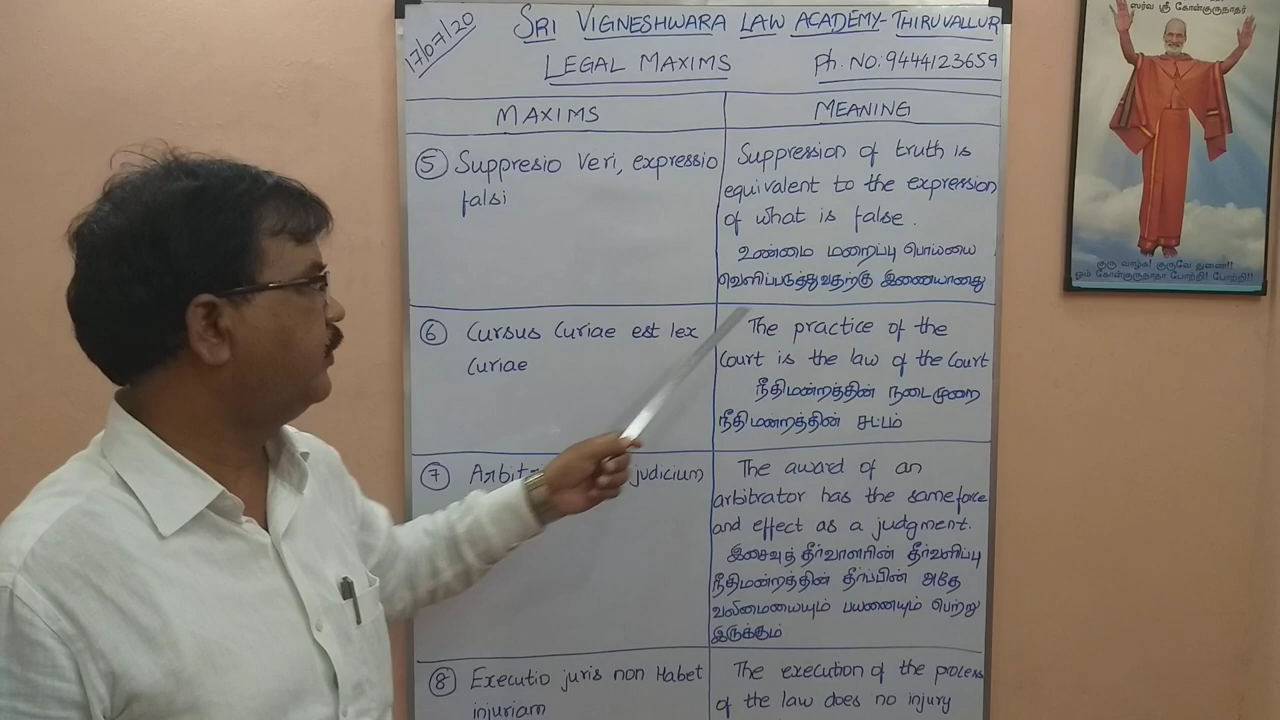 17/07/20
SRI VIGNESHWARA LAW ACADEMY-THIRUVALLUR
LEGAL MAXIMS
Ph. NO: 9444123659
MAXIMS
MEANING
⑤ Suppresio Veri, expressio
falsi
Suppression of truth is
equivalent to the expression
of what is false.
உண்மை மறைப்பு பொய்யை
வெளிப்படுத்துவதற்கு இணையானது
⑥ Cursus Curiae est lex
Curiae
The practice of the
Court is the law of the Court
நீதிமன்றத்தின் நடைமுறை
நீதிமன்றத்தின் சட்டம்
⑦ judicium
The award of an
arbitrator has the same force
and effect as a judgment.
இசைவுத் தீர்வாளரின் தீர்வளிப்பு
நீதிமன்றத்தின் தீர்ப்பின் அதே
வலிமையையும் பயனையும் பெற்று
இருக்கும்
⑧ Executio juris non Habet
injuriam
The execution of the process
of the law does no injury
ஸர்வ ஸ்ரீ கோன்குருநாதர்
குரு வாழ்க! குருவே துணை!!
ஓம் கோன்குருநாதா போற்றி! போற்றி!!